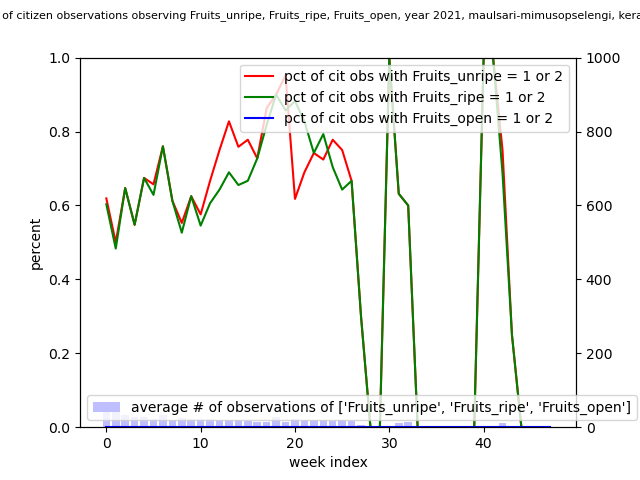 of citizen observations observing Fruits_unripe, Fruits_ripe, Fruits_open, year 2021, maulsari-mimusopselengi, kera
1.0
0.8
0.6
0.4
0.2
0.0
percent
pct of cit obs with Fruits_unripe = 1 or 2
pct of cit obs with Fruits_ripe = 1 or 2
pct of cit obs with Fruits_open = 1 or 2
1000
800
600
400
200
0
average # of observations of ['Fruits_unripe', 'Fruits_ripe', 'Fruits_open']
0 10 20 30 40
week index